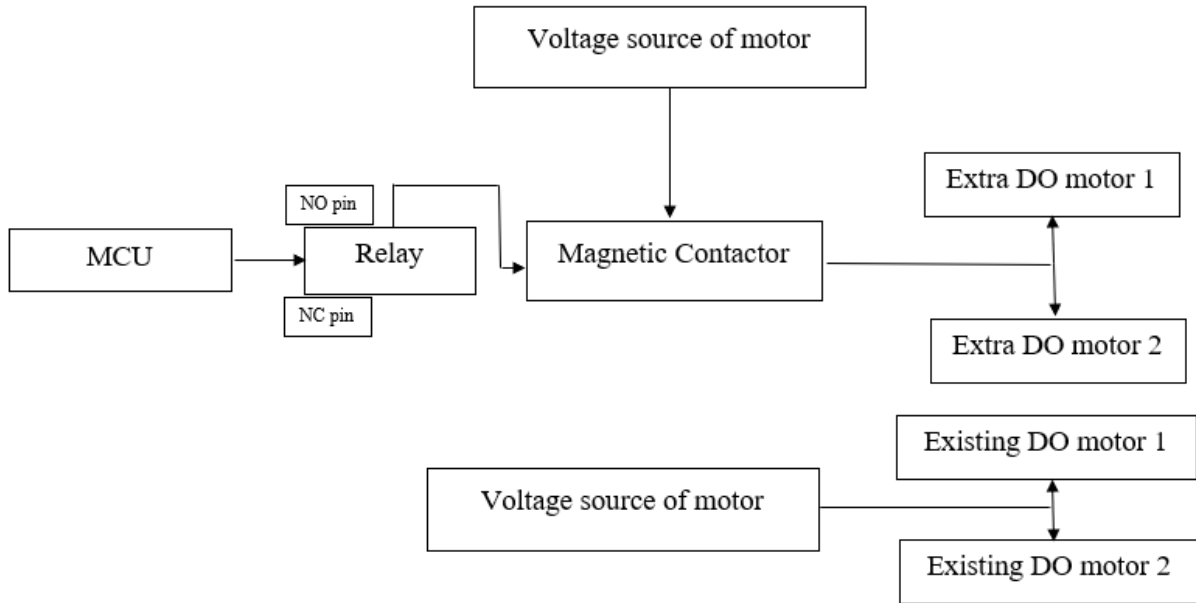 Voltage source of motor
Extra DO motor 1
NO pin
MCU
Relay
Magnetic Contactor
NC pin
Extra DO motor 2
Existing DO motor 1
Voltage source of motor
Existing DO motor 2